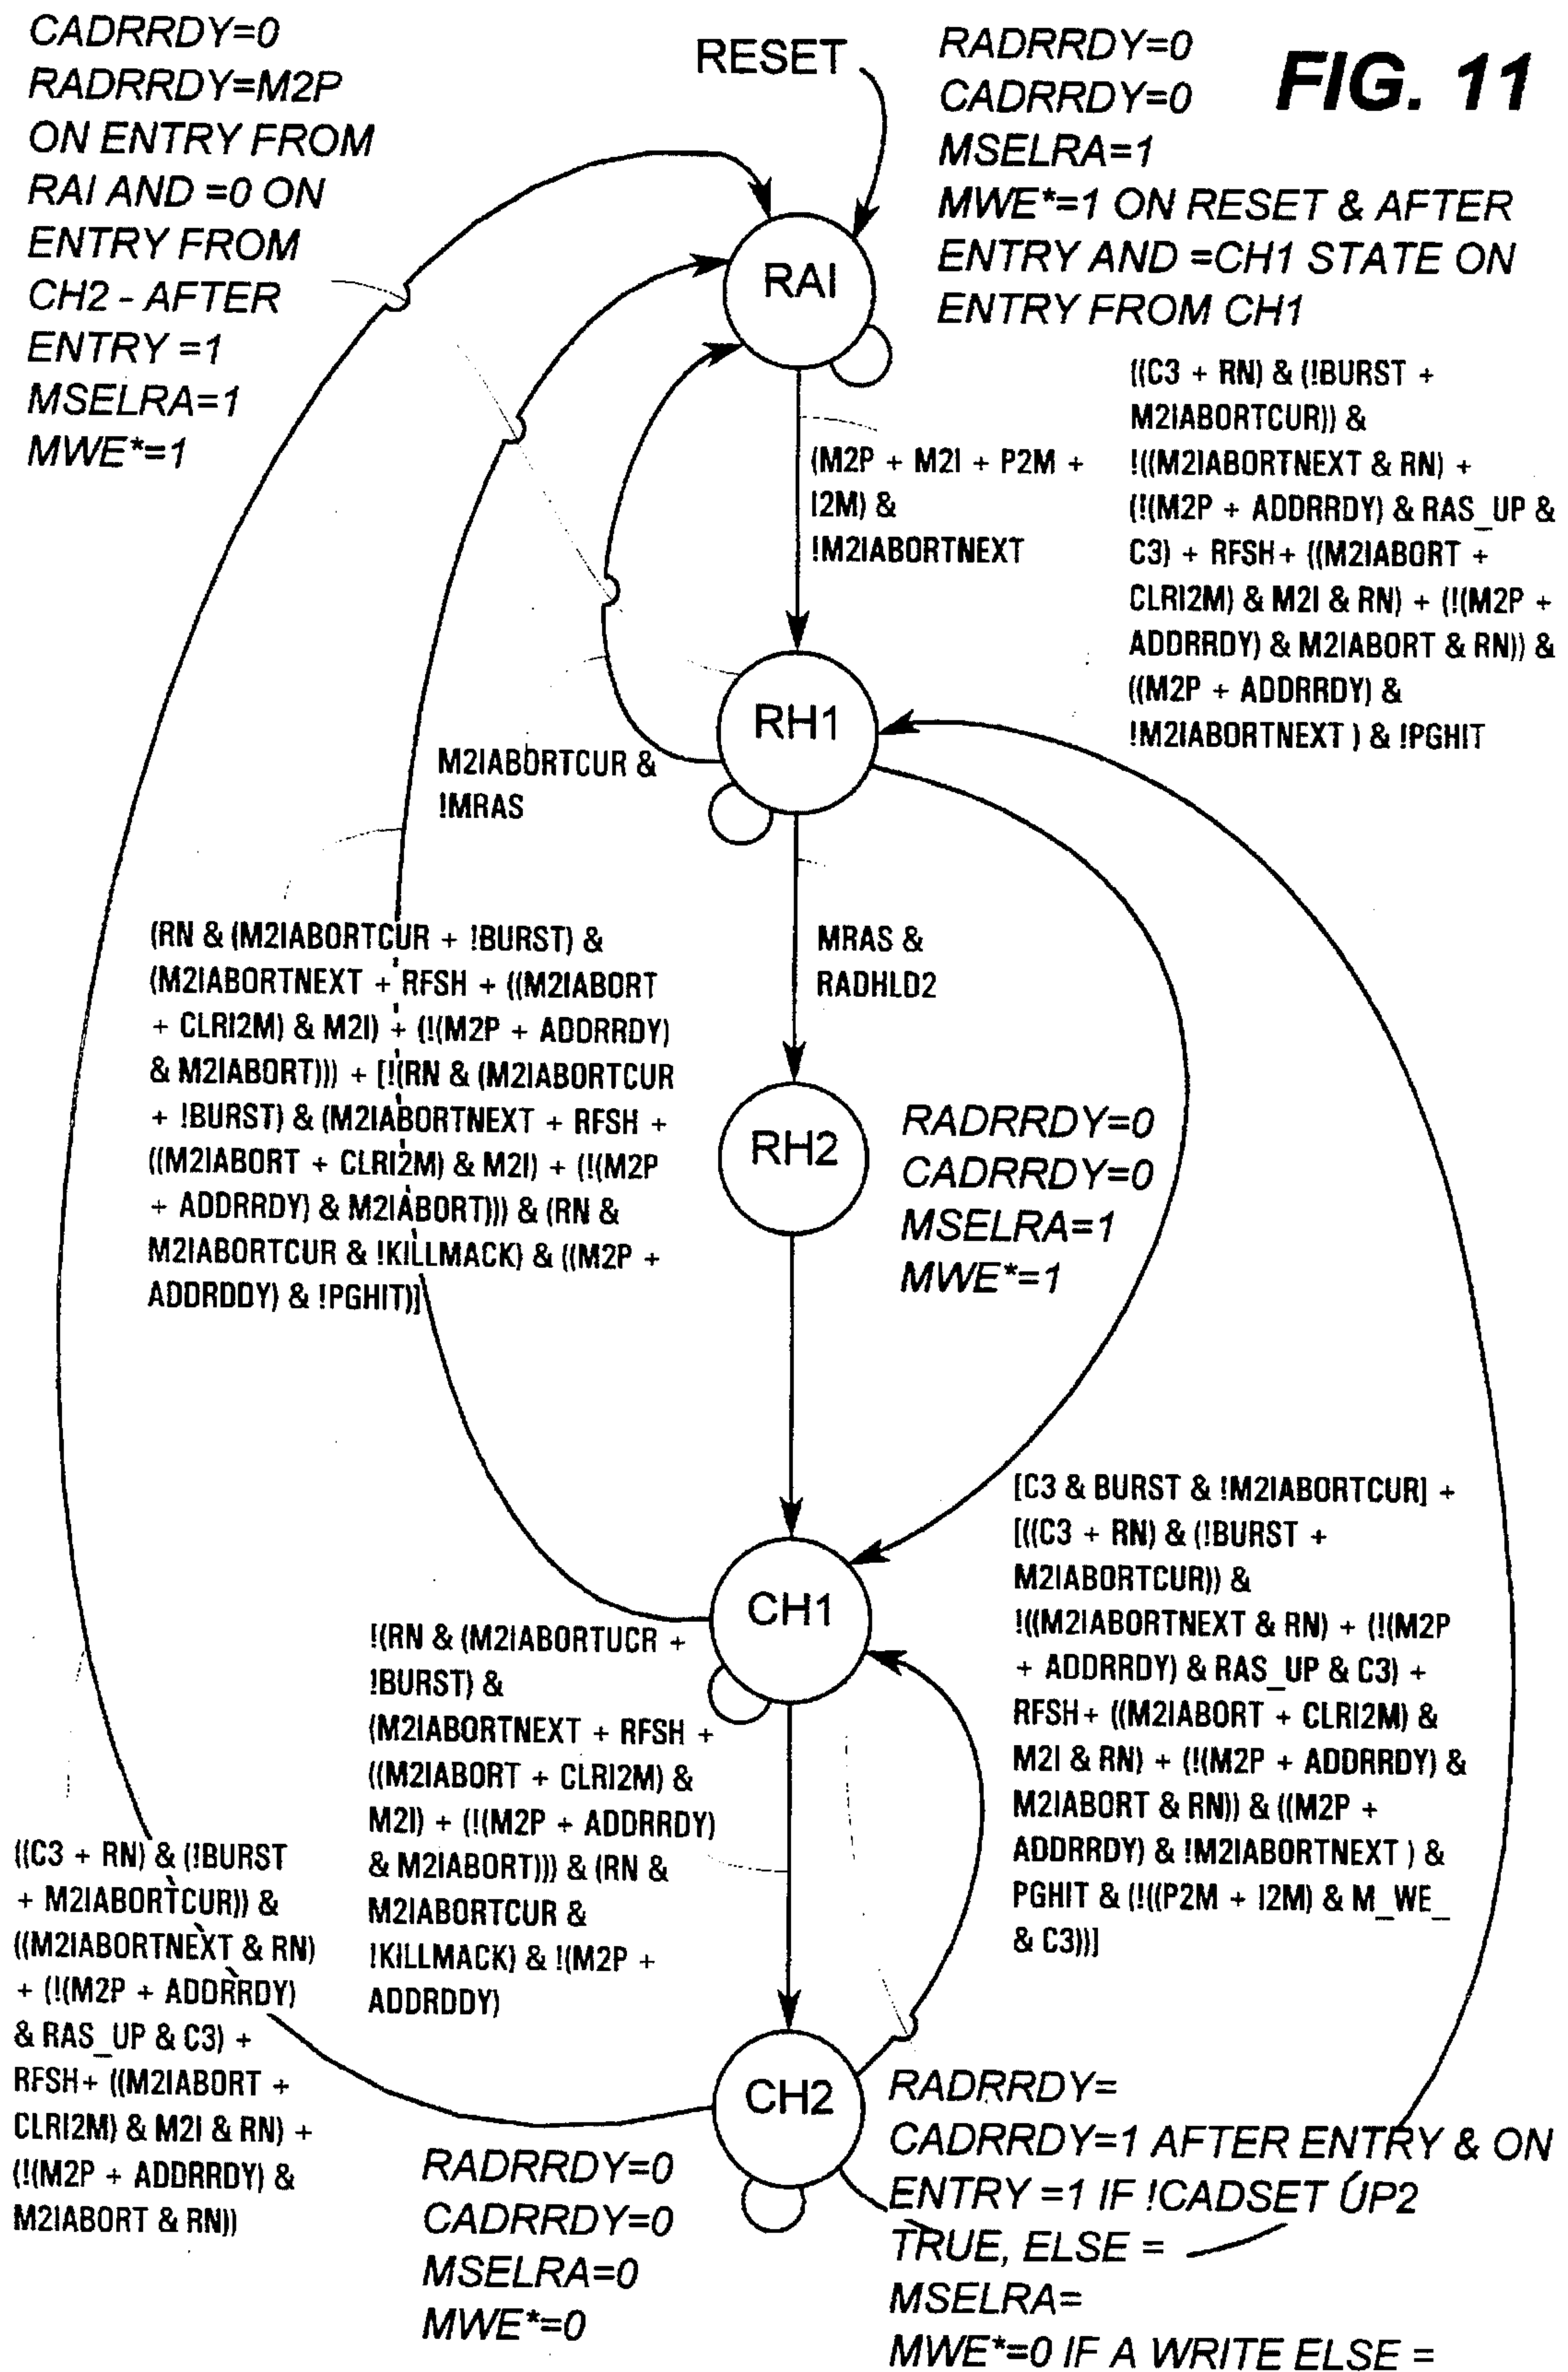 CADRRDY=0
RADRRDY=M2P
ON ENTRY FROM
RAI AND =0 ON
ENTRY FROM
CH2 - AFTER
ENTRY =1
MSELRA=1
MWE*=1
RESET
RADRRDY=0
CADRRDY=0
MSELRA=1
MWE*=1 ON RESET & AFTER
ENTRY AND =CH1 STATE ON
ENTRY FROM CH1
FIG. 11
RAI
(M2P + M2I + P2M +
I2M) &
!M2IABORTNEXT
((C3 + RN) & (!BURST +
M2IABORTCUR)) &
!((M2IABORTNEXT & RN) +
(!(M2P + ADDRRDY) & RAS_UP &
C3) + RFSH+ ((M2IABORT +
CLRI2M) & M2I & RN) + (!(M2P +
ADDRRDY) & M2IABORT & RN)) &
((M2P + ADDRRDY) &
!M2IABORTNEXT ) & !PGHIT
RH1
M2IABORTCUR &
!MRAS
MRAS &
RADHLD2
(RN & (M2IABORTCUR + !BURST) &
(M2IABORTNEXT + RFSH + ((M2IABORT
+ CLRI2M) & M2I) + (!(M2P + ADDRRDY)
& M2IABORT))) + [!(RN & (M2IABORTCUR
+ !BURST) & (M2IABORTNEXT + RFSH +
((M2IABORT + CLRI2M) & M2I) + (!(M2P
+ ADDRRDY) & M2IABORT))) & (RN &
M2IABORTCUR & !KILLMACK) & ((M2P +
ADDRDDY) & !PGHIT)]
RH2
RADRRDY=0
CADRRDY=0
MSELRA=1
MWE*=1
CH1
[C3 & BURST & !M2IABORTCUR] +
[((C3 + RN) & (!BURST +
M2IABORTCUR)) &
!((M2IABORTNEXT & RN) + (!(M2P
+ ADDRRDY) & RAS_UP & C3) +
RFSH+ ((M2IABORT + CLRI2M) &
M2I & RN) + (!(M2P + ADDRRDY) &
M2IABORT & RN)) & ((M2P +
ADDRRDY) & !M2IABORTNEXT ) &
PGHIT & (!((P2M + I2M) & M_WE_
& C3))]
!(RN & (M2IABORTUCR +
!BURST) &
(M2IABORTNEXT + RFSH +
((M2IABORT + CLRI2M) &
M2I) + (!(M2P + ADDRRDY)
& M2IABORT))) & (RN &
M2IABORTCUR &
!KILLMACK) & !(M2P +
ADDRDDY)
((C3 + RN) & (!BURST
+ M2IABORTCUR)) &
((M2IABORTNEXT & RN)
+ (!(M2P + ADDRRDY)
& RAS_UP & C3) +
RFSH+ ((M2IABORT +
CLRI2M) & M2I & RN) +
(!(M2P + ADDRRDY) &
M2IABORT & RN))
CH2
RADRRDY=0
CADRRDY=0
MSELRA=0
MWE*=0
RADRRDY=
CADRRDY=1 AFTER ENTRY & ON
ENTRY =1 IF !CADSET UP2
TRUE, ELSE =
MSELRA=
MWE*=0 IF A WRITE ELSE =